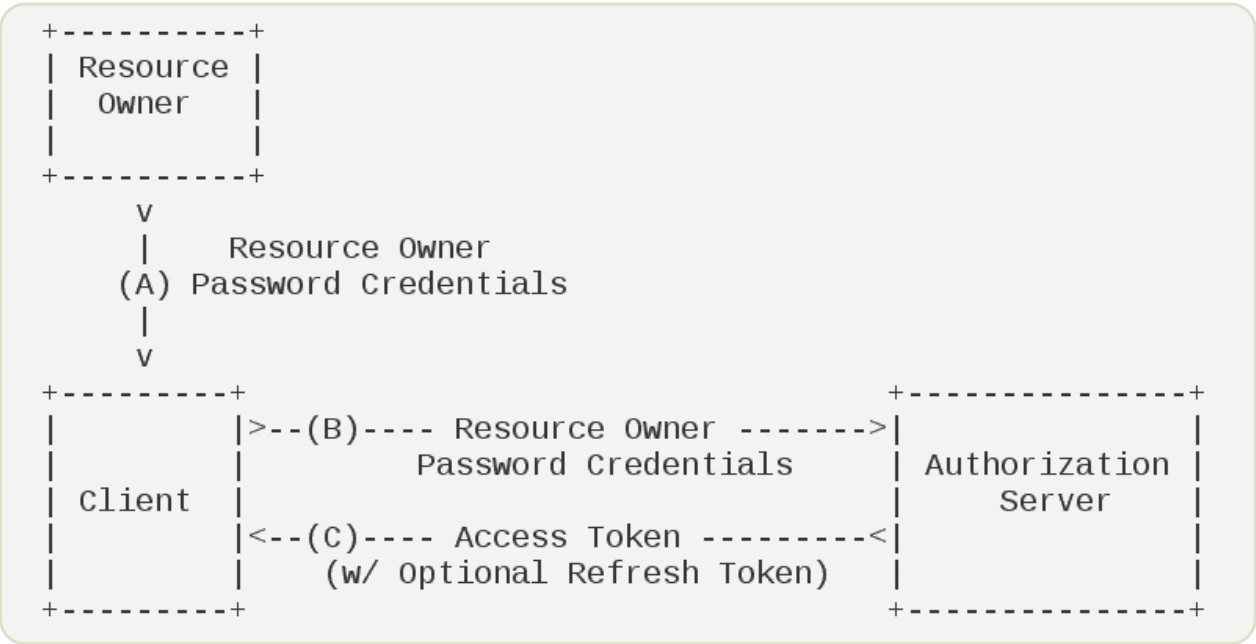 +----------+
| Resource |
|  Owner   |
|          |
+----------+
     v
     |    Resource Owner
    (A) Password Credentials
     |
     v
+---------+                                  +---------------+
|         |>--(B)---- Resource Owner ------->|               |
|         |         Password Credentials     | Authorization |
| Client  |                                  |     Server    |
|         |<--(C)---- Access Token ---------<|               |
|         |    (w/ Optional Refresh Token)   |               |
+---------+                                  +---------------+